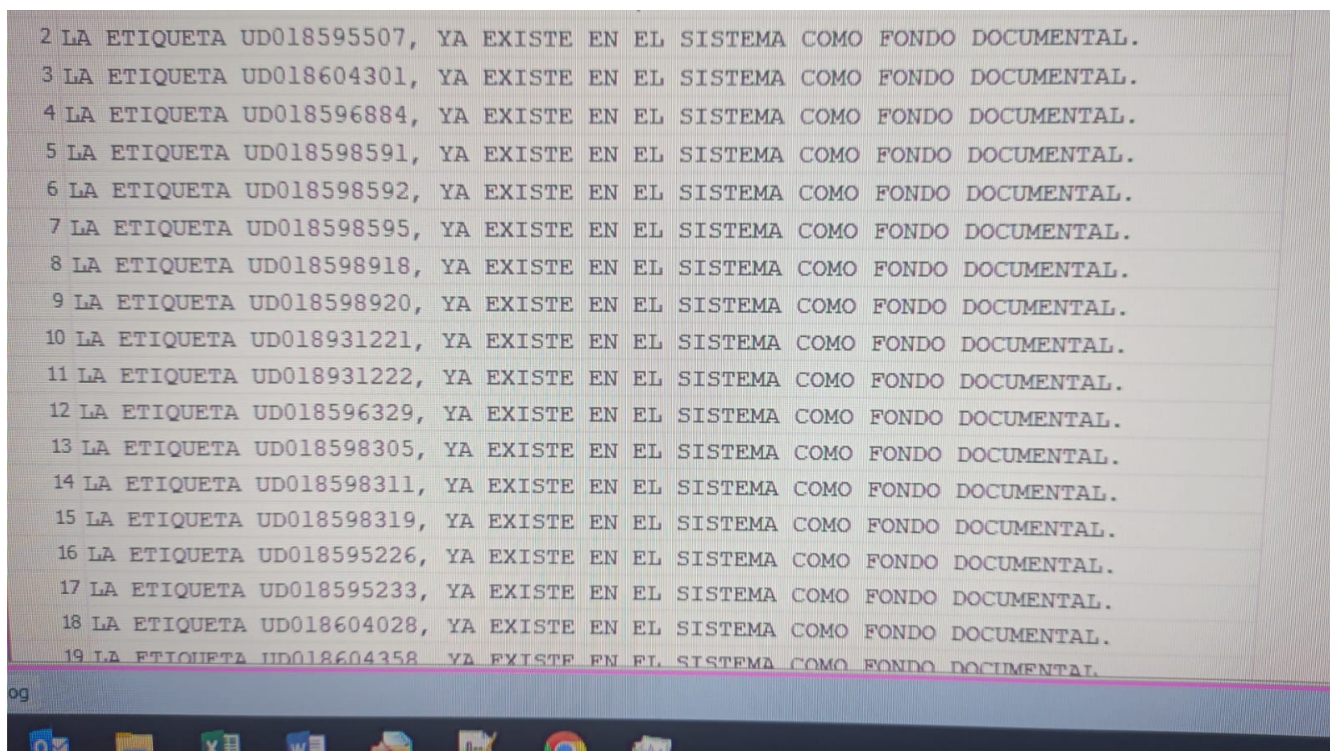 2 LA ETIQUETA UD018595507, YA EXISTE EN EL SISTEMA COMO FONDO DOCUMENTAL.
3 LA ETIQUETA UD018604301, YA EXISTE EN EL SISTEMA COMO FONDO DOCUMENTAL.
4 LA ETIQUETA UD018596884, YA EXISTE EN EL SISTEMA COMO FONDO DOCUMENTAL.
5 LA ETIQUETA UD018598591, YA EXISTE EN EL SISTEMA COMO FONDO DOCUMENTAL.
6 LA ETIQUETA UD018598592, YA EXISTE EN EL SISTEMA COMO FONDO DOCUMENTAL.
7 LA ETIQUETA UD018598595, YA EXISTE EN EL SISTEMA COMO FONDO DOCUMENTAL.
8 LA ETIQUETA UD018598918, YA EXISTE EN EL SISTEMA COMO FONDO DOCUMENTAL.
9 LA ETIQUETA UD018598920, YA EXISTE EN EL SISTEMA COMO FONDO DOCUMENTAL.
10 LA ETIQUETA UD018931221, YA EXISTE EN EL SISTEMA COMO FONDO DOCUMENTAL.
11 LA ETIQUETA UD018931222, YA EXISTE EN EL SISTEMA COMO FONDO DOCUMENTAL.
12 LA ETIQUETA UD018596329, YA EXISTE EN EL SISTEMA COMO FONDO DOCUMENTAL.
13 LA ETIQUETA UD018598305, YA EXISTE EN EL SISTEMA COMO FONDO DOCUMENTAL.
14 LA ETIQUETA UD018598311, YA EXISTE EN EL SISTEMA COMO FONDO DOCUMENTAL.
15 LA ETIQUETA UD018598319, YA EXISTE EN EL SISTEMA COMO FONDO DOCUMENTAL.
16 LA ETIQUETA UD018595226, YA EXISTE EN EL SISTEMA COMO FONDO DOCUMENTAL.
17 LA ETIQUETA UD018595233, YA EXISTE EN EL SISTEMA COMO FONDO DOCUMENTAL.
18 LA ETIQUETA UD018604028, YA EXISTE EN EL SISTEMA COMO FONDO DOCUMENTAL.
19 LA ETIQUETA UD018604358 YA EXISTE EN EL SISTEMA COMO FONDO DOCUMENTAL
og